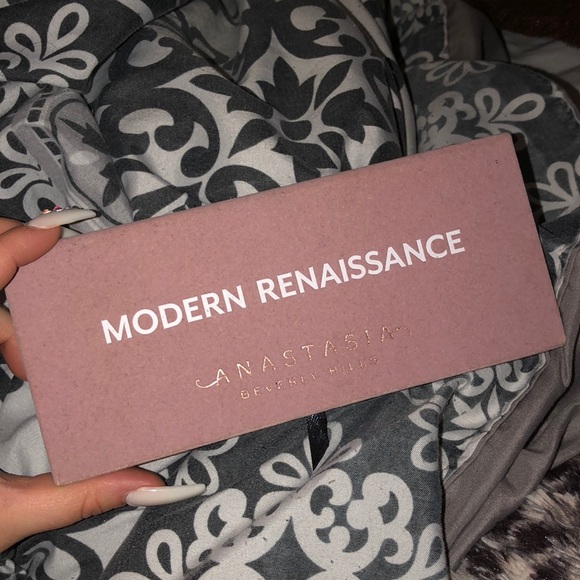 MODERN RENAISSANCE
ANASTASIA
BEVERLY HILLS